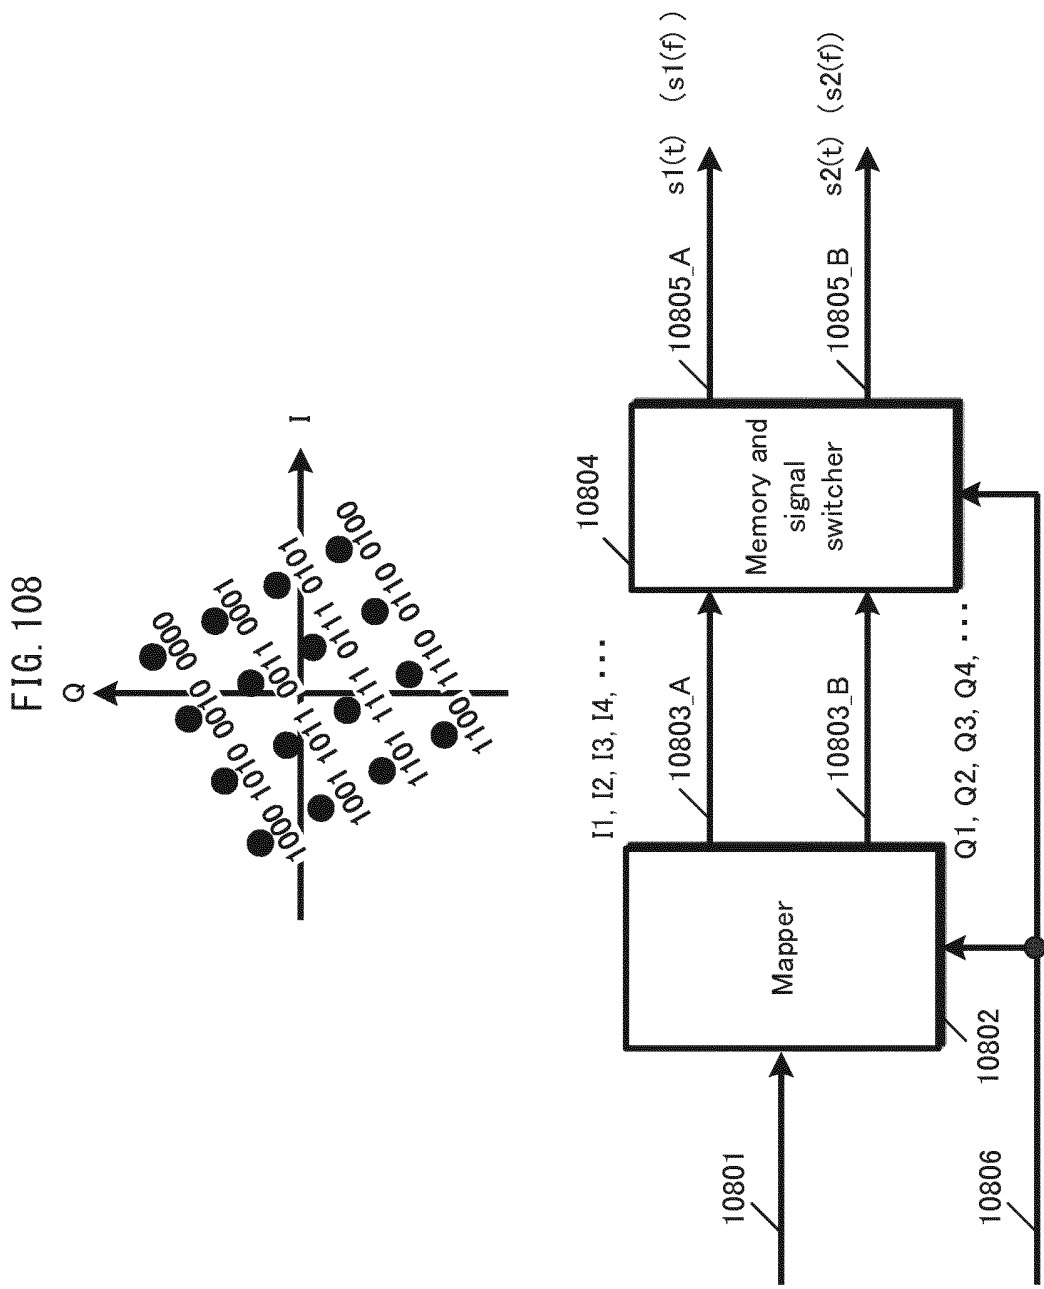 FIG. 108
Q
I
1000 1010 0010 0000
1001 1011 0011 0001
1101 1111 0111 0101
1100 1110 0110 0100
10801
Mapper
10802
I1, I2, I3, I4, ･･･
10803_A
10803_B
Q1, Q2, Q3, Q4, ･･･
10804
Memory and
signal
switcher
10805_A
s1(t) (s1(f))
10805_B
s2(t) (s2(f))
10806